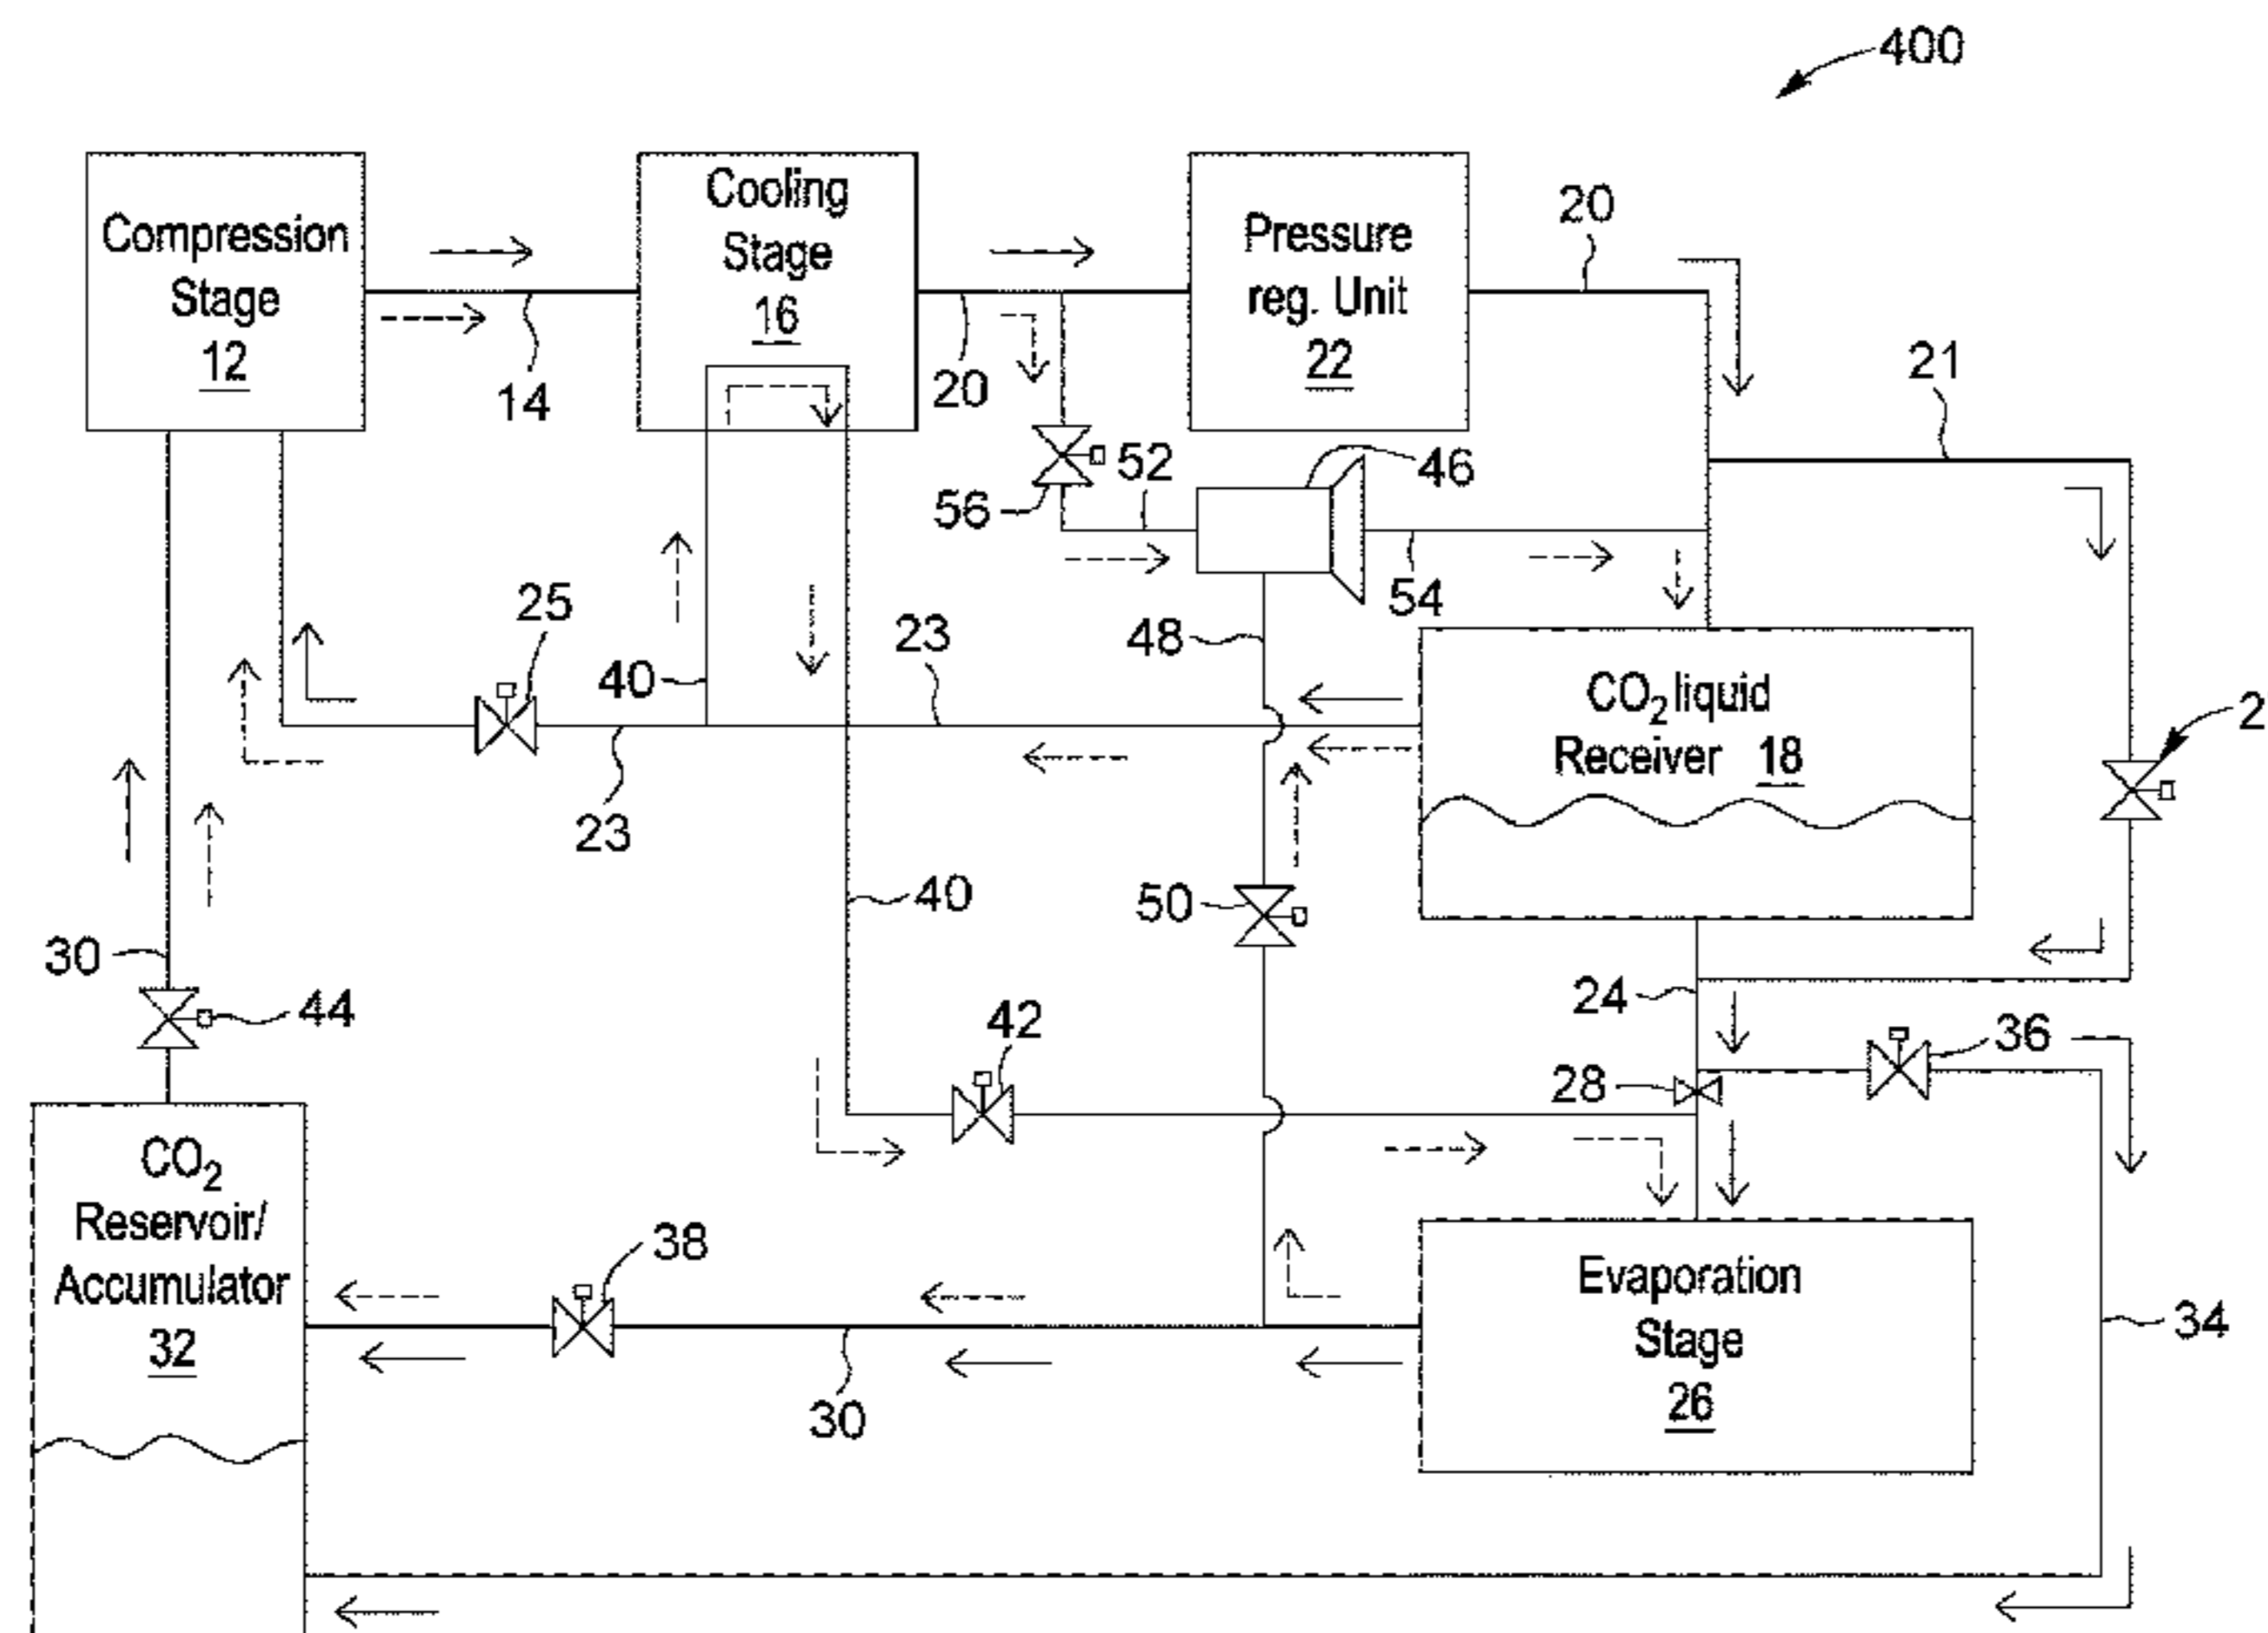 400
Compression
Stage
12
14
Cooling
Stage
16
20
Pressure
reg. Unit
22
20
21
56
52
46
54
48
25
40
23
23
CO2 liquid
Receiver 18
2
40
50
30
44
42
24
28
36
CO2
Reservoir/
Accumulator
32
38
30
Evaporation
Stage
26
34